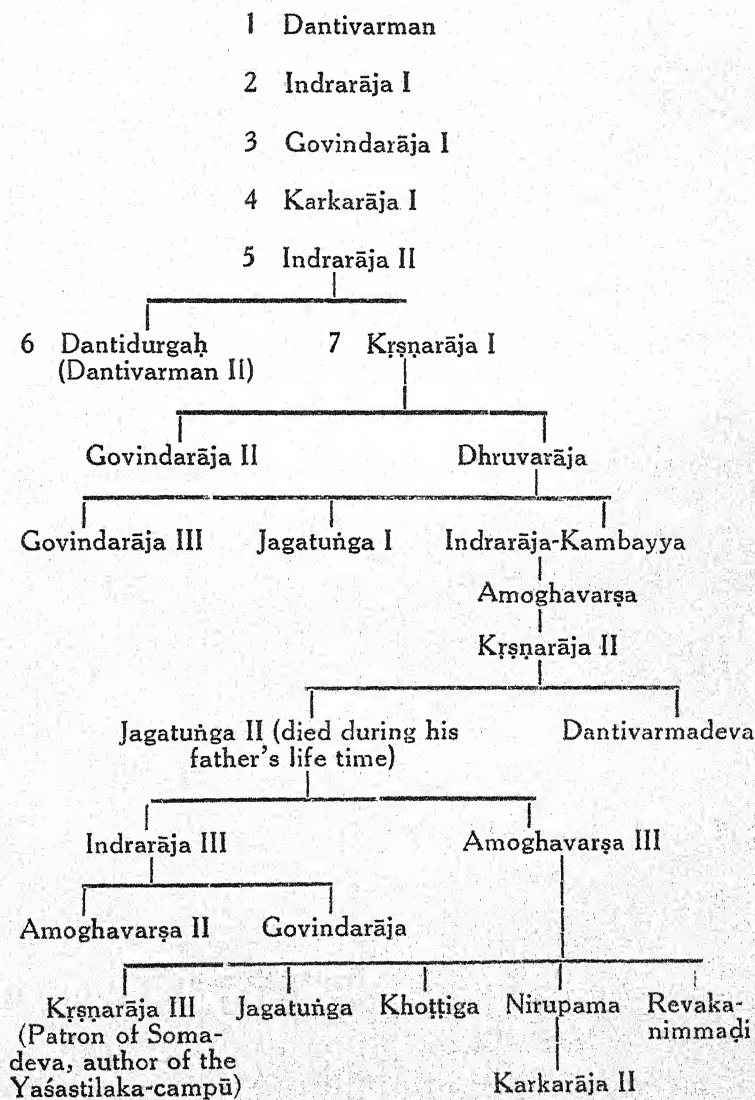 1 Dantivarman
2 Indrarāja I
3 Govindarāja I
4 Karkarāja I
5 Indrarāja II
6 Dantidurgaḥ 7 Kṛṣṇarāja I
(Dantivarman II)
Govindarāja II Dhruvarāja
Govindarāja III Jagatuṅga I Indrarāja-Kambayya
Amoghavarṣa
Kṛṣṇarāja II
Jagatuṅga II (died during his Dantivarmadeva
father's life time)
Indrarāja III Amoghavarṣa III
Amoghavarṣa II Govindarāja
Kṛṣṇarāja III Jagatuṅga Khoṭṭiga Nirupama Revaka-
(Patron of Soma- nimmaḍi
deva, author of the
Yaśastilaka-campū) Karkarāja II